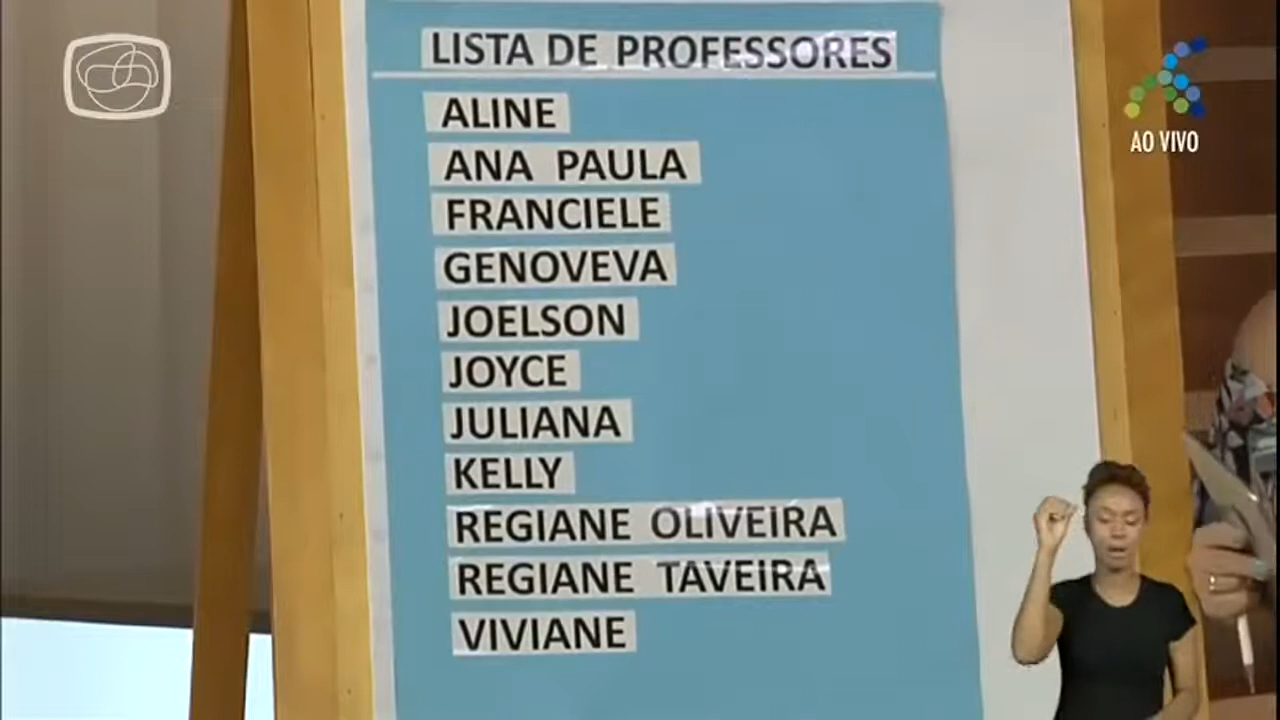 LISTA DE PROFESSORES
ALINE
ANA PAULA
FRANCIELE
GENOVEVA
JOELSON
JOYCE
JULIANA
KELLY
REGIANE OLIVEIRA
REGIANE TAVEIRA
VIVIANE
AO VIVO